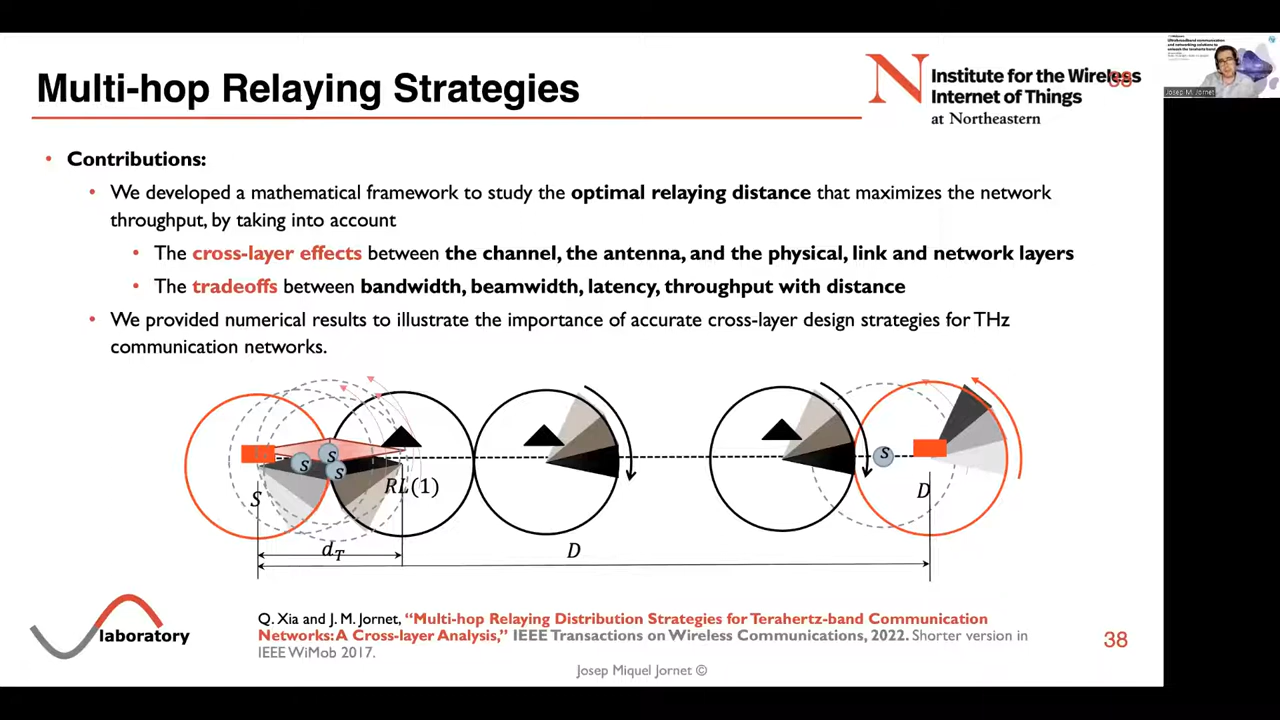 Multi-hop Relaying Strategies
Institute for the Wireless
Internet of Things
at Northeastern
38
Josep M. Jornet
• Contributions:
• We developed a mathematical framework to study the optimal relaying distance that maximizes the network
throughput, by taking into account
• The cross-layer effects between the channel, the antenna, and the physical, link and network layers
• The tradeoffs between bandwidth, beamwidth, latency, throughput with distance
• We provided numerical results to illustrate the importance of accurate cross-layer design strategies for THz
communication networks.
S
S
S
S
S
RL(1)
D
d_T
D
laboratory
Q. Xia and J. M. Jornet, “Multi-hop Relaying Distribution Strategies for Terahertz-band Communication
Networks: A Cross-layer Analysis,” IEEE Transactions on Wireless Communications, 2022. Shorter version in
IEEE WiMob 2017.
38
Josep Miquel Jornet ©